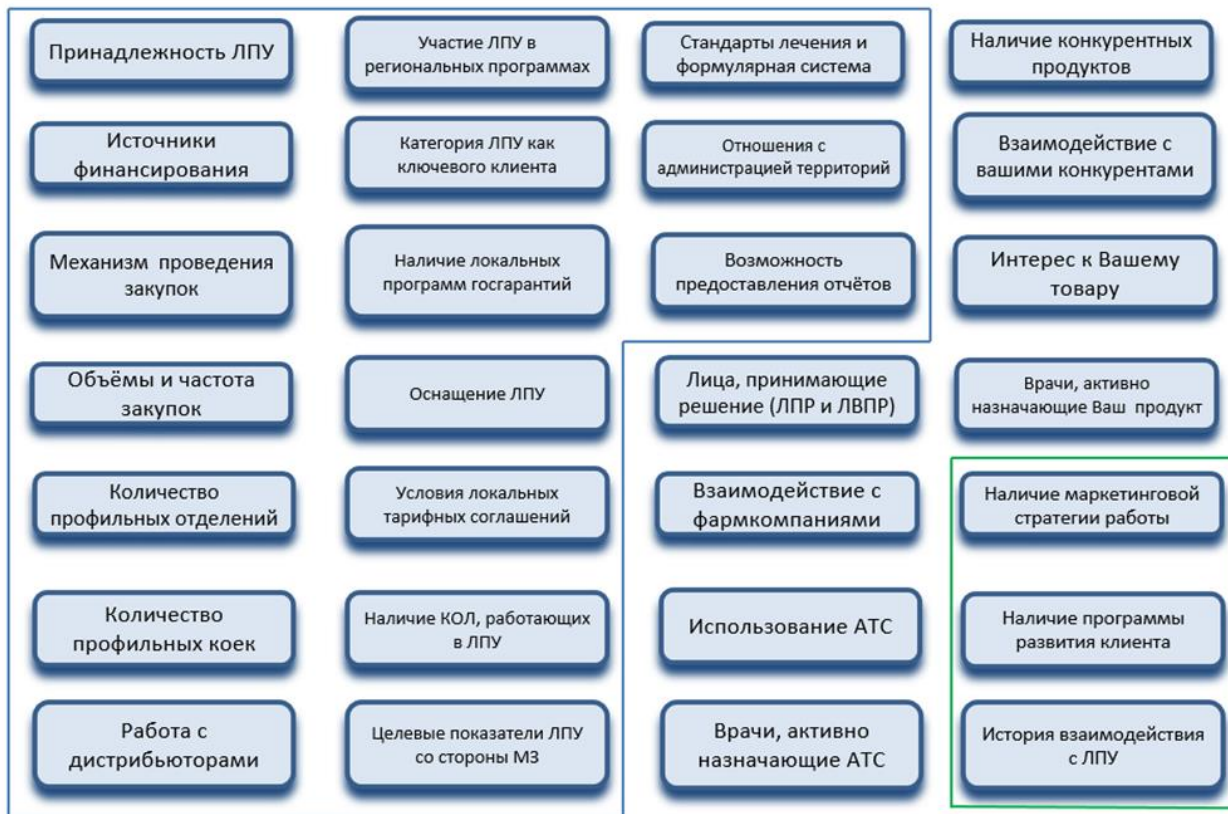 Принадлежность ЛПУ
Участие ЛПУ в
региональных программах
Стандарты лечения и
формулярная система
Наличие конкурентных
продуктов
Источники
финансирования
Категория ЛПУ как
ключевого клиента
Отношения с
администрацией территорий
Взаимодействие с
вашими конкурентами
Механизм проведения
закупок
Наличие локальных
программ госгарантий
Возможность
предоставления отчётов
Интерес к Вашему
товару
Объёмы и частота
закупок
Оснащение ЛПУ
Лица, принимающие
решение (ЛПР и ЛВПР)
Врачи, активно
назначающие Ваш продукт
Количество
профильных отделений
Условия локальных
тарифных соглашений
Взаимодействие с
фармкомпаниями
Наличие маркетинговой
стратегии работы
Количество
профильных коек
Наличие КОЛ, работающих
в ЛПУ
Использование АТС
Наличие программы
развития клиента
Работа с
дистрибьюторами
Целевые показатели ЛПУ
со стороны МЗ
Врачи, активно
назначающие АТС
История взаимодействия
с ЛПУ